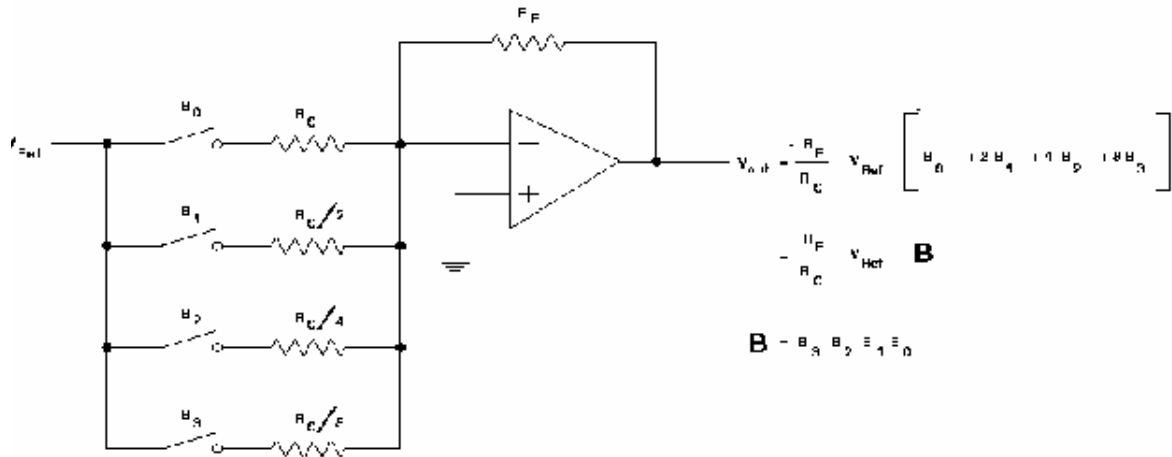 R_F
B_0 R_0
V_Ref
B_1 R_0/2
B_2 R_0/4
B_3 R_0/8
−
+
V_out = -R_F/R_0 V_Ref [B_0 +2B_1 +4B_2 +8B_3]
= R_F/R_0 V_Ref B
B = B_3 B_2 B_1 B_0